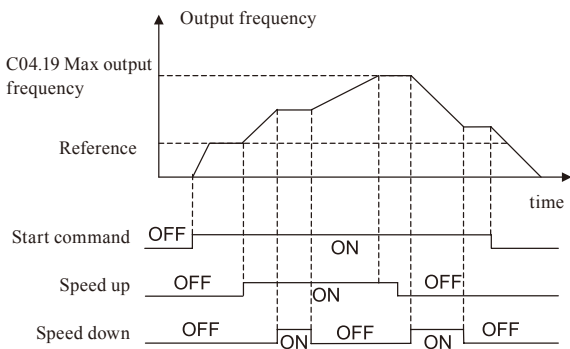 Output frequency
C04.19 Max output
frequency
Reference
time
Start command
OFF
ON
Speed up
OFF
ON
OFF
Speed down
OFF
ON
OFF
ON
OFF